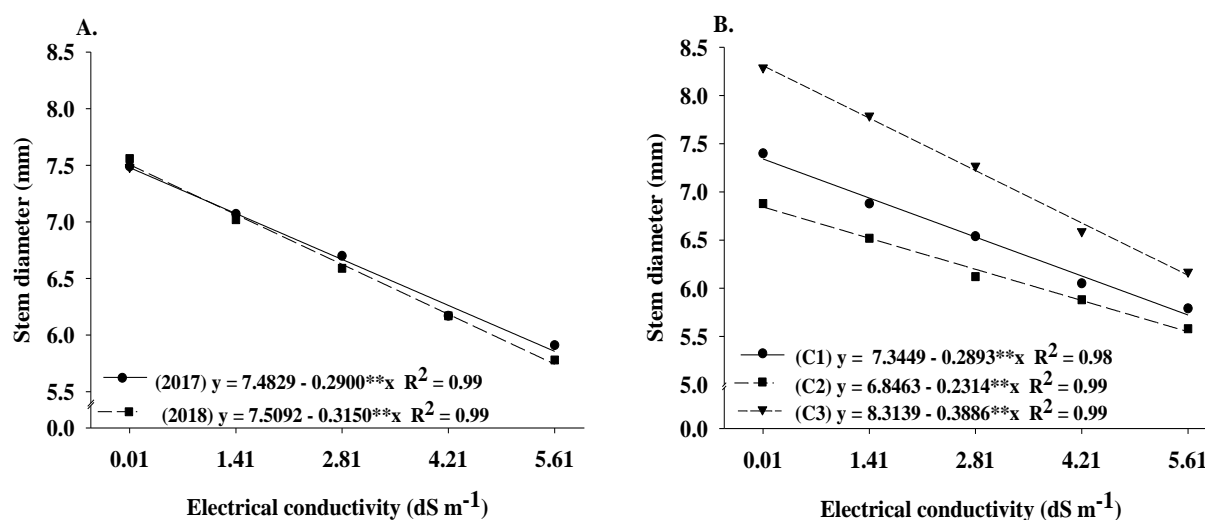 A.
8.5
8.0
7.5
7.0
6.5
6.0
5.5
0.0
Stem diameter (mm)
(2017) y = 7.4829 - 0.2900**x R² = 0.99
(2018) y = 7.5092 - 0.3150**x R² = 0.99
0.01 1.41 2.81 4.21 5.61
Electrical conductivity (dS m⁻¹)
B.
8.5
8.0
7.5
7.0
6.5
6.0
5.5
5.0
0.0
Stem diameter (mm)
(C1) y = 7.3449 - 0.2893**x R² = 0.98
(C2) y = 6.8463 - 0.2314**x R² = 0.99
(C3) y = 8.3139 - 0.3886**x R² = 0.99
0.01 1.41 2.81 4.21 5.61
Electrical conductivity (dS m⁻¹)